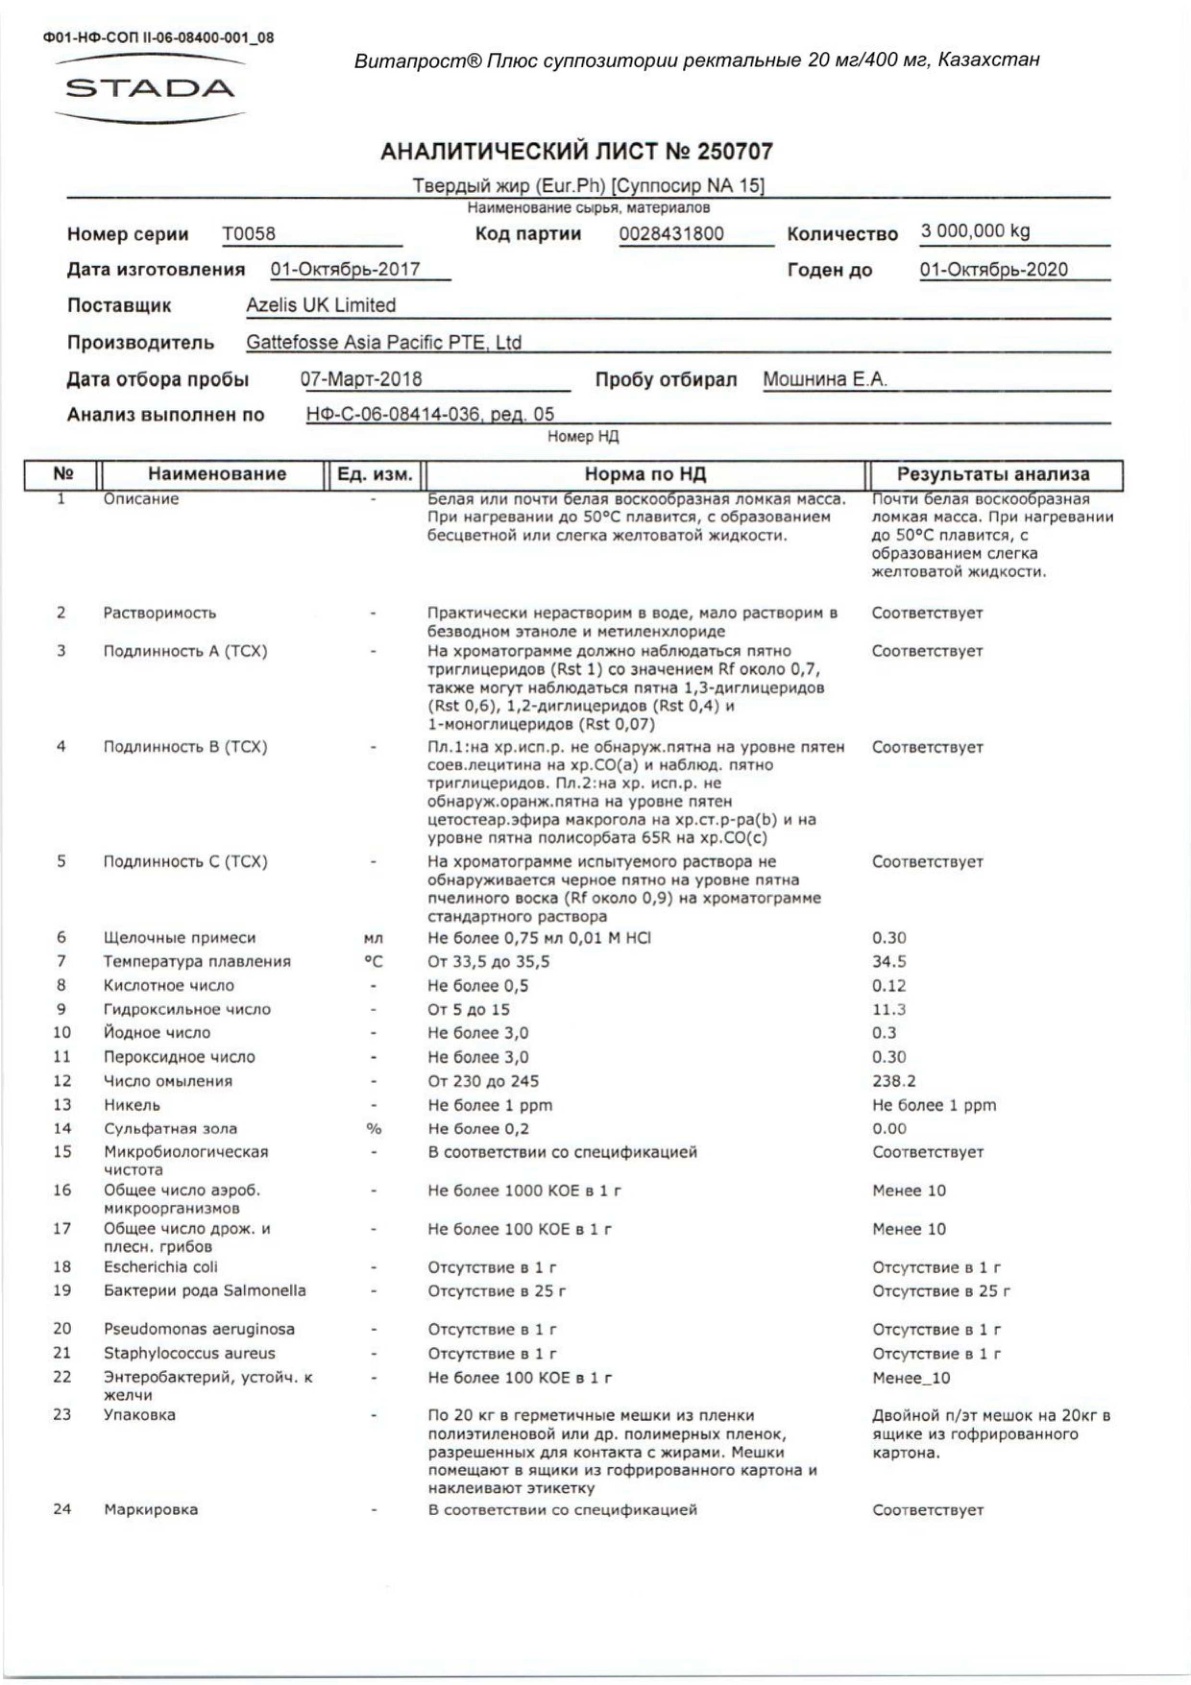 Ф01-НФ-СОП II-06-08400-001_08
STADA
Витапрост® Плюс суппозитории ректальные 20 мг/400 мг, Казахстан
АНАЛИТИЧЕСКИЙ ЛИСТ № 250707
Твердый жир (Eur.Ph) [Суппосир NA 15]
Наименование сырья, материалов
Номер серии T0058 Код партии 0028431800 Количество 3 000,000 kg
Дата изготовления 01-Октябрь-2017 Годен до 01-Октябрь-2020
Поставщик Azelis UK Limited
Производитель Gattefosse Asia Pacific PTE, Ltd
Дата отбора пробы 07-Март-2018 Пробу отбирал Мошнина Е.А.
Анализ выполнен по НФ-С-06-08414-036, ред. 05
Номер НД
№ Наименование Ед. изм. Норма по НД Результаты анализа
1 Описание - Белая или почти белая воскообразная ломкая масса. Почти белая воскообразная
При нагревании до 50°C плавится, с образованием ломкая масса. При нагревании
бесцветной или слегка желтоватой жидкости. до 50°C плавится, с
образованием слегка
желтоватой жидкости.
2 Растворимость - Практически нерастворим в воде, мало растворим в Соответствует
безводном этаноле и метиленхлориде
3 Подлинность А (ТСХ) - На хроматограмме должно наблюдаться пятно Соответствует
триглицеридов (Rst 1) со значением Rf около 0,7,
также могут наблюдаться пятна 1,3-диглицеридов
(Rst 0,6), 1,2-диглицеридов (Rst 0,4) и
1-моноглицеридов (Rst 0,07)
4 Подлинность В (ТСХ) - Пл.1:на хр.исп.р. не обнаруж.пятна на уровне пятен Соответствует
соев.лецитина на хр.СО(а) и наблюд. пятно
триглицеридов. Пл.2:на хр. исп.р. не
обнаруж.оранж.пятна на уровне пятен
цетостеар.эфира макрогола на хр.ст.р-ра(b) и на
уровне пятна полисорбата 65R на хр.СО(с)
5 Подлинность С (ТСХ) - На хроматограмме испытуемого раствора не Соответствует
обнаруживается черное пятно на уровне пятна
пчелиного воска (Rf около 0,9) на хроматограмме
стандартного раствора
6 Щелочные примеси мл Не более 0,75 мл 0,01 М HCl 0.30
7 Температура плавления °C От 33,5 до 35,5 34.5
8 Кислотное число - Не более 0,5 0.12
9 Гидроксильное число - От 5 до 15 11.3
10 Йодное число - Не более 3,0 0.3
11 Пероксидное число - Не более 3,0 0.30
12 Число омыления - От 230 до 245 238.2
13 Никель - Не более 1 ppm Не более 1 ppm
14 Сульфатная зола % Не более 0,2 0.00
15 Микробиологическая - В соответствии со спецификацией Соответствует
чистота
16 Общее число аэроб. - Не более 1000 КОЕ в 1 г Менее 10
микроорганизмов
17 Общее число дрож. и - Не более 100 КОЕ в 1 г Менее 10
плесн. грибов
18 Escherichia coli - Отсутствие в 1 г Отсутствие в 1 г
19 Бактерии рода Salmonella - Отсутствие в 25 г Отсутствие в 25 г
20 Pseudomonas aeruginosa - Отсутствие в 1 г Отсутствие в 1 г
21 Staphylococcus aureus - Отсутствие в 1 г Отсутствие в 1 г
22 Энтеробактерий, устойч. к - Не более 100 КОЕ в 1 г Менее_10
желчи
23 Упаковка - По 20 кг в герметичные мешки из пленки Двойной п/эт мешок на 20кг в
полиэтиленовой или др. полимерных пленок, ящике из гофрированного
разрешенных для контакта с жирами. Мешки картона.
помещают в ящики из гофрированного картона и
наклеивают этикетку
24 Маркировка - В соответствии со спецификацией Соответствует